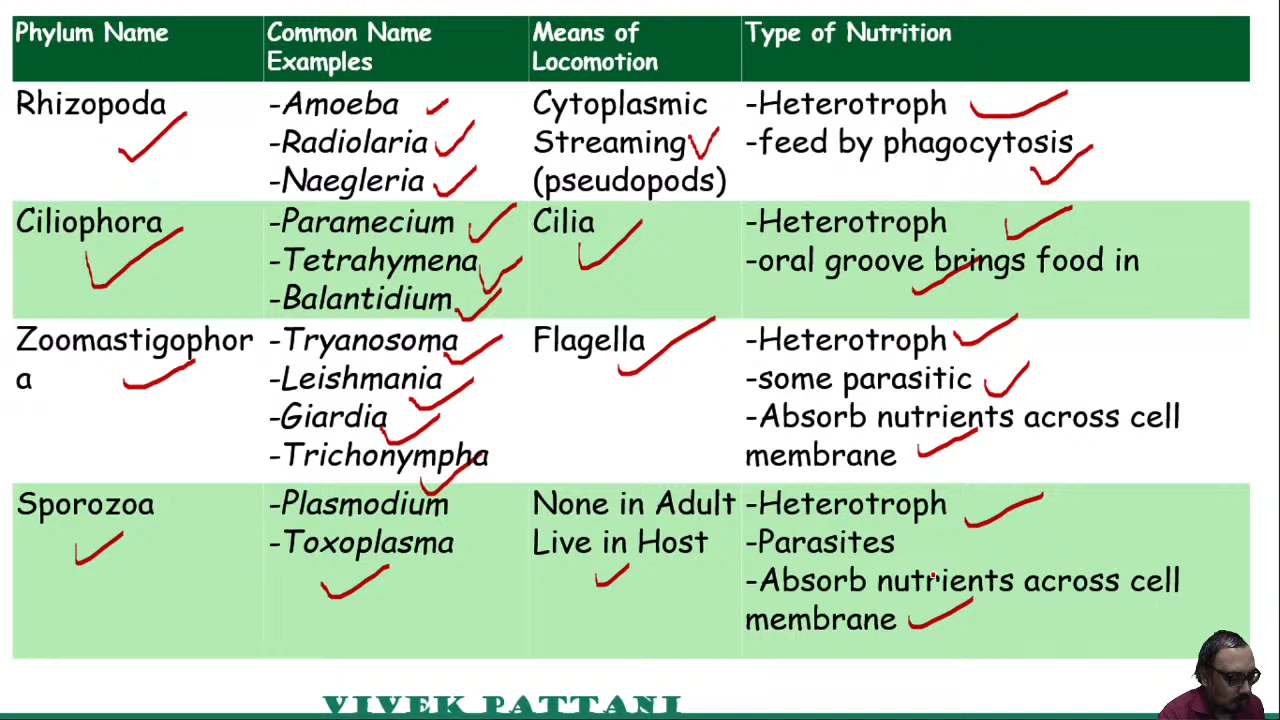 Phylum Name
Common Name
Examples
Means of
Locomotion
Type of Nutrition
Rhizopoda
-Amoeba
-Radiolaria
-Naegleria
Cytoplasmic
Streaming
(pseudopods)
-Heterotroph
-feed by phagocytosis
Ciliophora
-Paramecium
-Tetrahymena
-Balantidium
Cilia
-Heterotroph
-oral groove brings food in
Zoomastigophor
a
-Tryanosoma
-Leishmania
-Giardia
-Trichonympha
Flagella
-Heterotroph
-some parasitic
-Absorb nutrients across cell
membrane
Sporozoa
-Plasmodium
-Toxoplasma
None in Adult
Live in Host
-Heterotroph
-Parasites
-Absorb nutrients across cell
membrane
VIVEK PATTANI